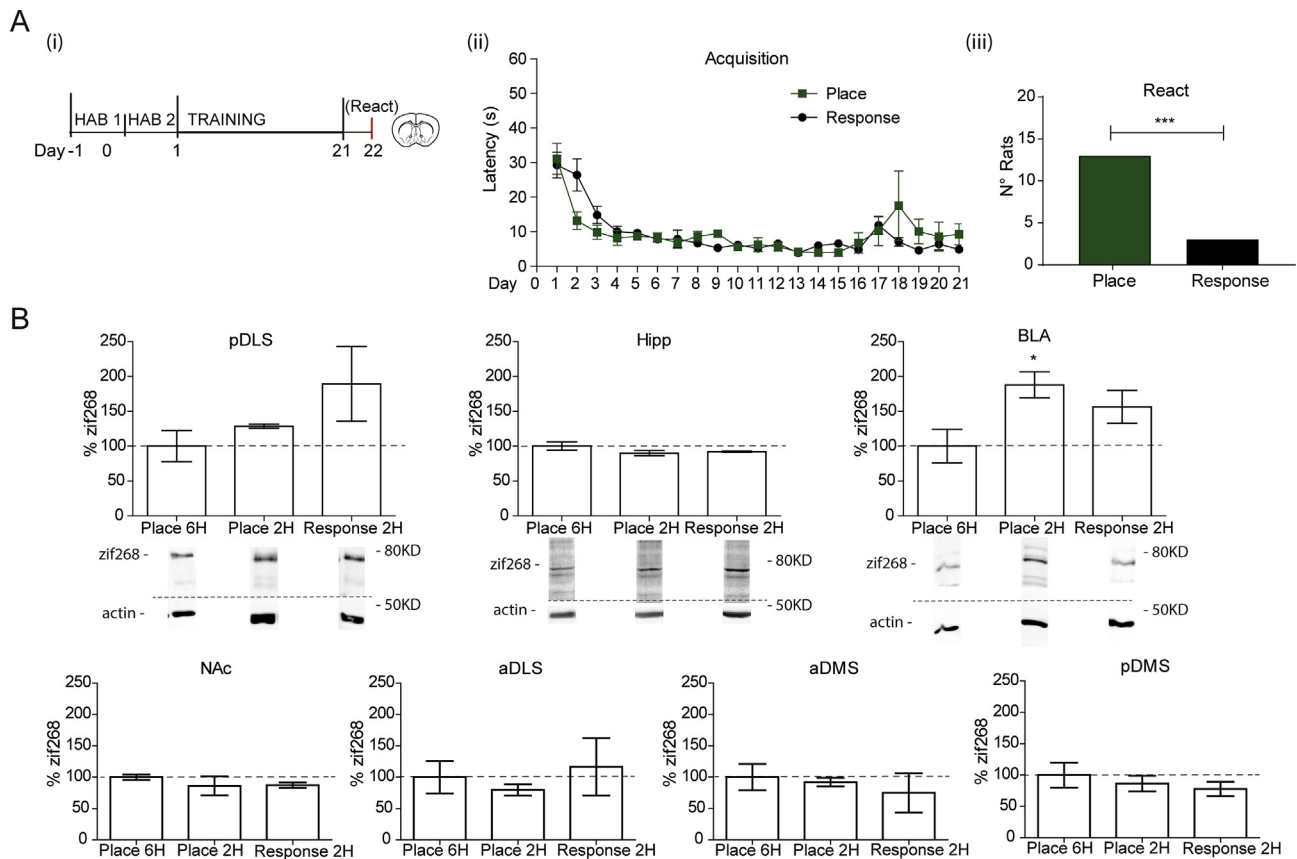 A
(i)
HAB 1 HAB 2 TRAINING (React)
Day -1 0 1 21 22
(ii)
Acquisition
Place
Response
Latency (s)
60
50
40
30
20
10
0
Day 0 1 2 3 4 5 6 7 8 9 10 11 12 13 14 15 16 17 18 19 20 21
(iii)
React
***
N° Rats
20
15
10
5
0
Place Response
B
pDLS
% zif268
250
200
150
100
50
0
Place 6H Place 2H Response 2H
zif268 - - 80KD
actin - - 50KD
Hipp
% zif268
250
200
150
100
50
0
Place 6H Place 2H Response 2H
zif268 - - 80KD
actin - - 50KD
BLA
*
% zif268
250
200
150
100
50
0
Place 6H Place 2H Response 2H
zif268 - - 80KD
actin - - 50KD
NAc
% zif268
250
200
150
100
50
0
Place 6H Place 2H Response 2H
aDLS
% zif268
250
200
150
100
50
0
Place 6H Place 2H Response 2H
aDMS
% zif268
250
200
150
100
50
0
Place 6H Place 2H Response 2H
pDMS
% zif268
250
200
150
100
50
0
Place 6H Place 2H Response 2H